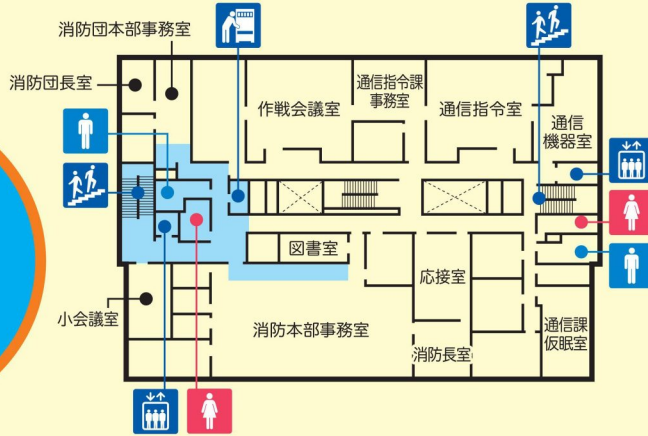 消防団本部事務室
消防団長室
作戦会議室
通信指令課
事務室
通信指令室
通信
機器室
図書室
応接室
小会議室
消防本部事務室
消防長室
通信課
仮眠室